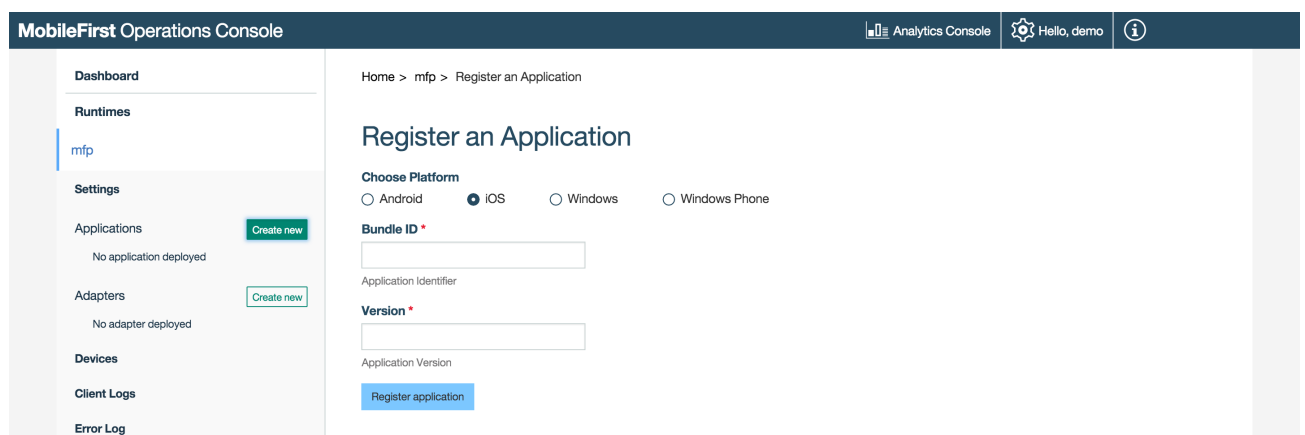 MobileFirst Operations Console
Analytics Console
Hello, demo
Dashboard
Runtimes
mfp
Settings
Applications
Create new
No application deployed
Adapters
Create new
No adapter deployed
Devices
Client Logs
Error Log
Home > mfp > Register an Application
Register an Application
Choose Platform
Android iOS Windows Windows Phone
Bundle ID *
Application Identifier
Version *
Application Version
Register application